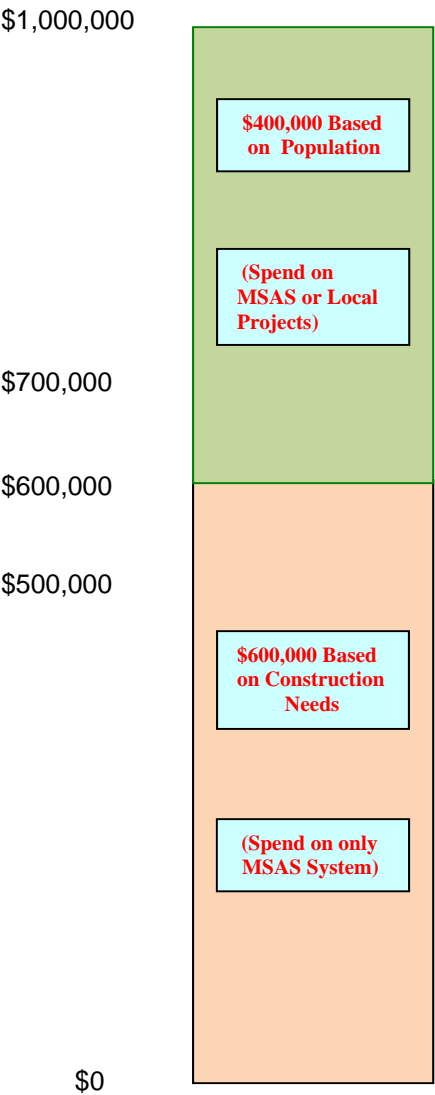 $1,000,000
$400,000 Based
on Population
(Spend on
MSAS or Local
Projects)
$700,000
$600,000
$500,000
$600,000 Based
on Construction
Needs
(Spend on only
MSAS System)
$0